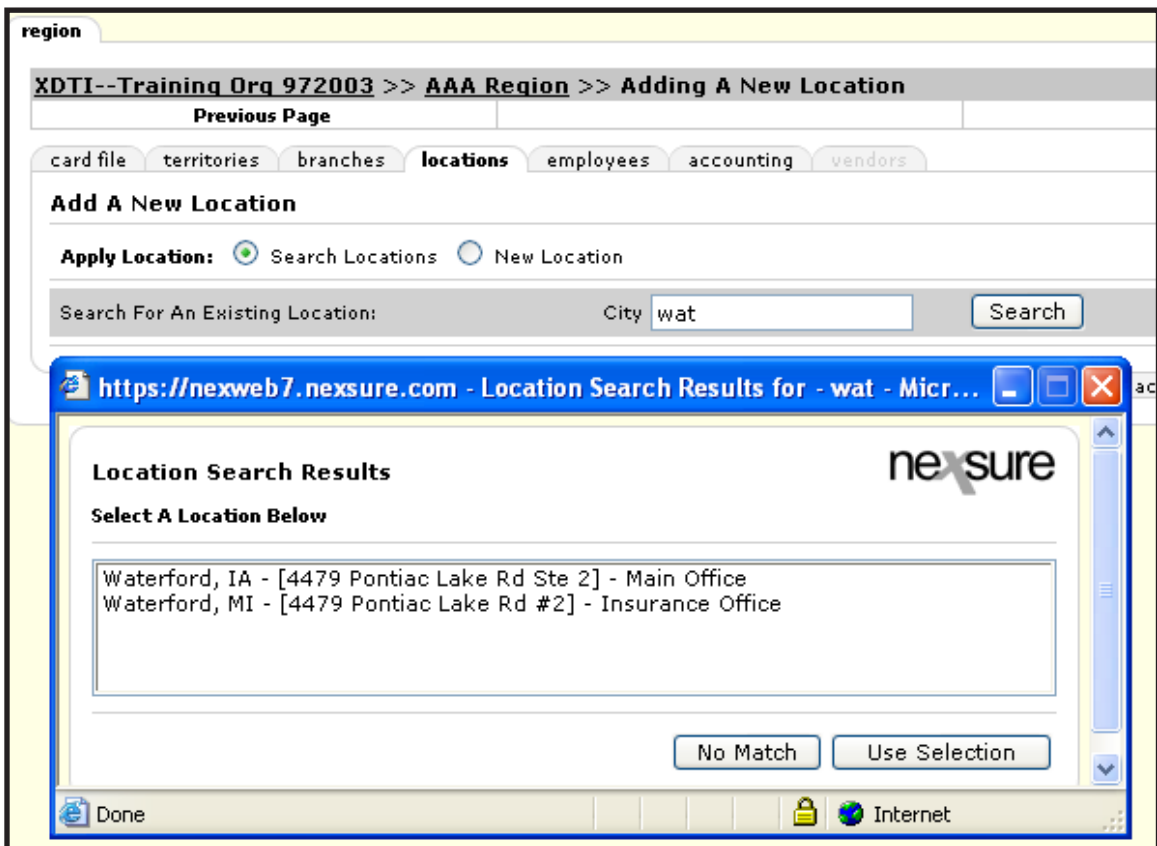 region
XDTI--Training Org 972003 >> AAA Region >> Adding A New Location
Previous Page
card file territories branches locations employees accounting vendors
Add A New Location
Apply Location: Search Locations New Location
Search For An Existing Location: City wat Search
https://nexweb7.nexsure.com - Location Search Results for - wat - Micr... ac
Location Search Results nexsure
Select A Location Below
Waterford, IA - [4479 Pontiac Lake Rd Ste 2] - Main Office
Waterford, MI - [4479 Pontiac Lake Rd #2] - Insurance Office
No Match Use Selection
Done Internet